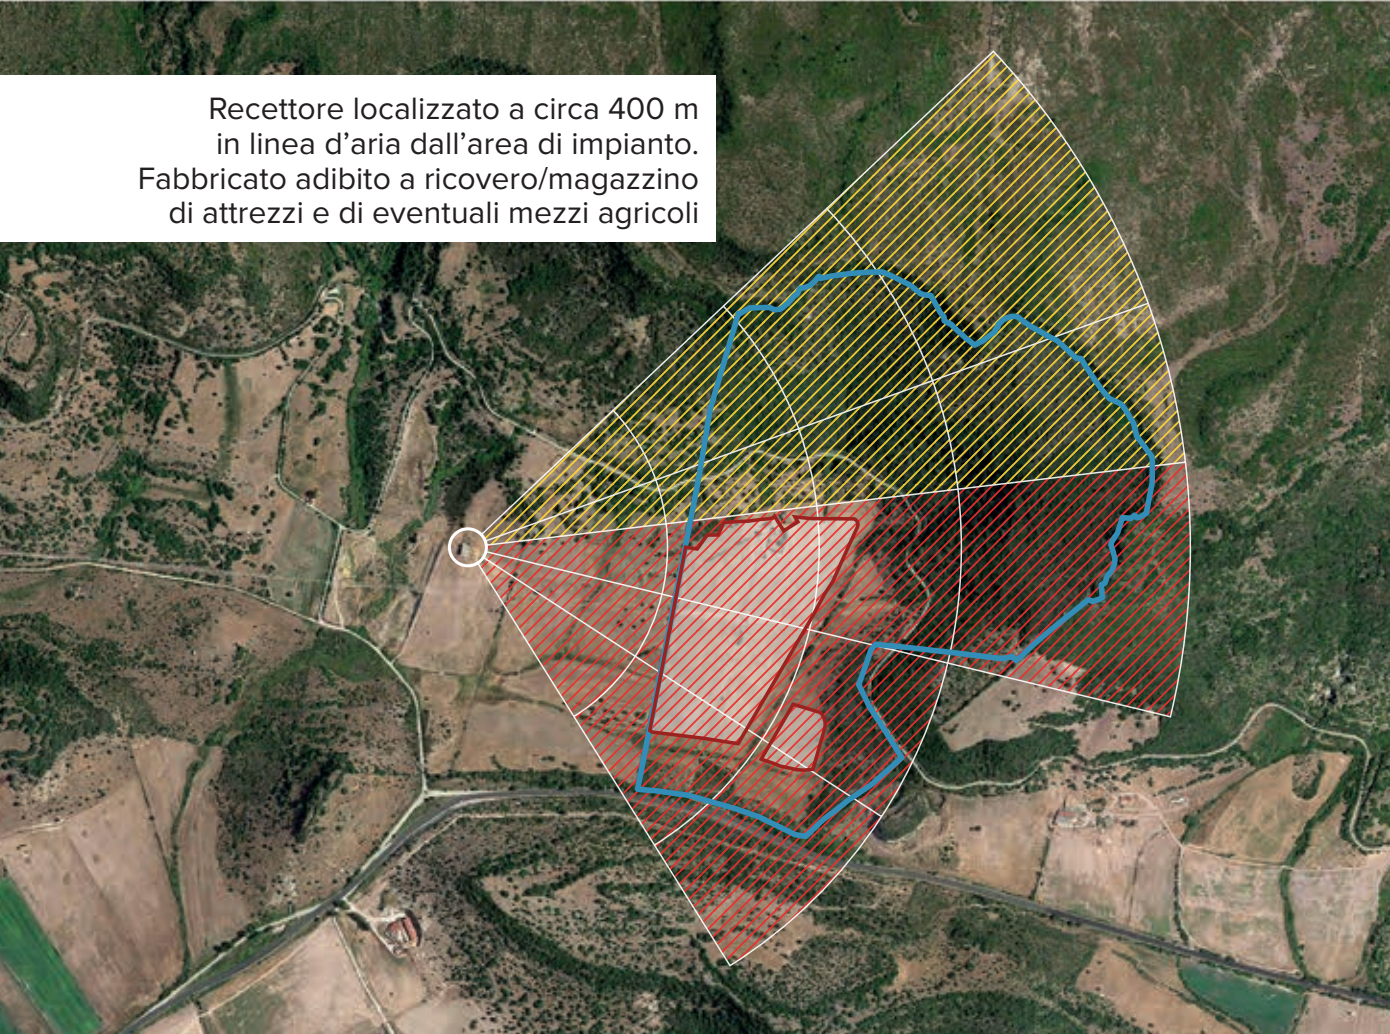 Recettore localizzato a circa 400 m
in linea d’aria dall’area di impianto.
Fabbricato adibito a ricovero/magazzino
di attrezzi e di eventuali mezzi agricoli